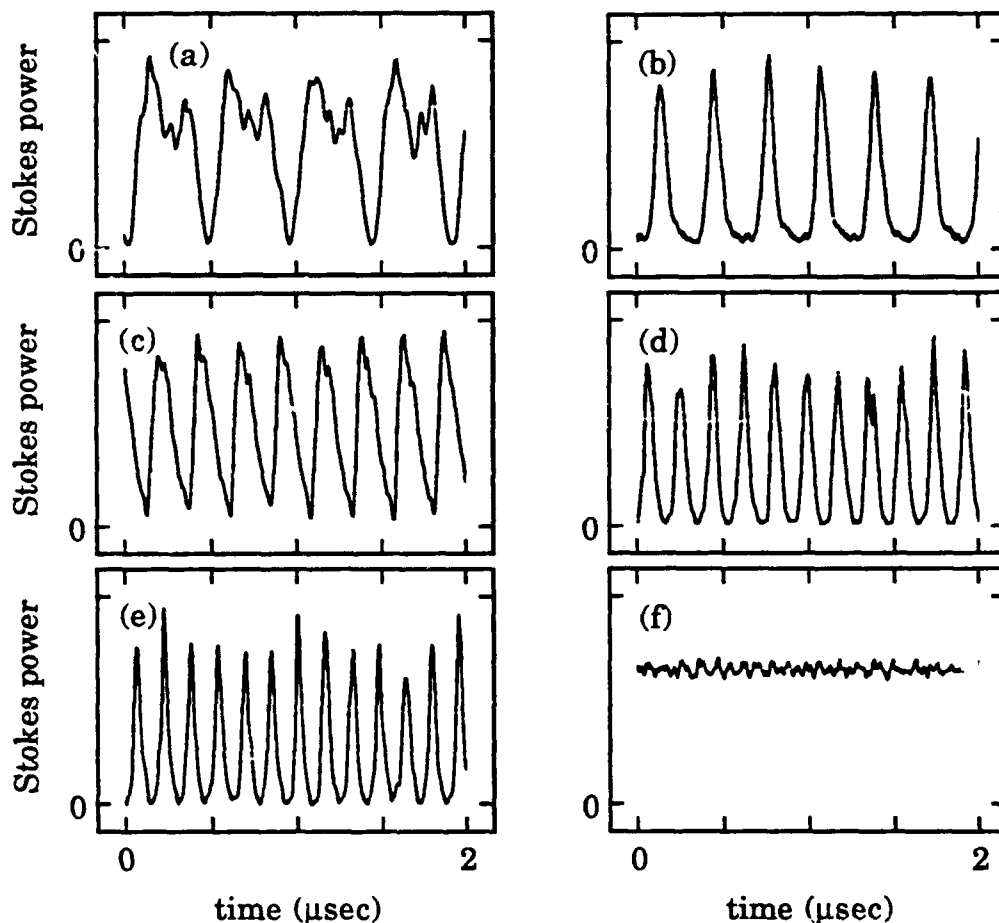 Stokes power
(a)
0
(b)
0
Stokes power
(c)
0
(d)
0
Stokes power
(e)
0
(f)
0
0
2
0
2
time (μsec)
time (μsec)